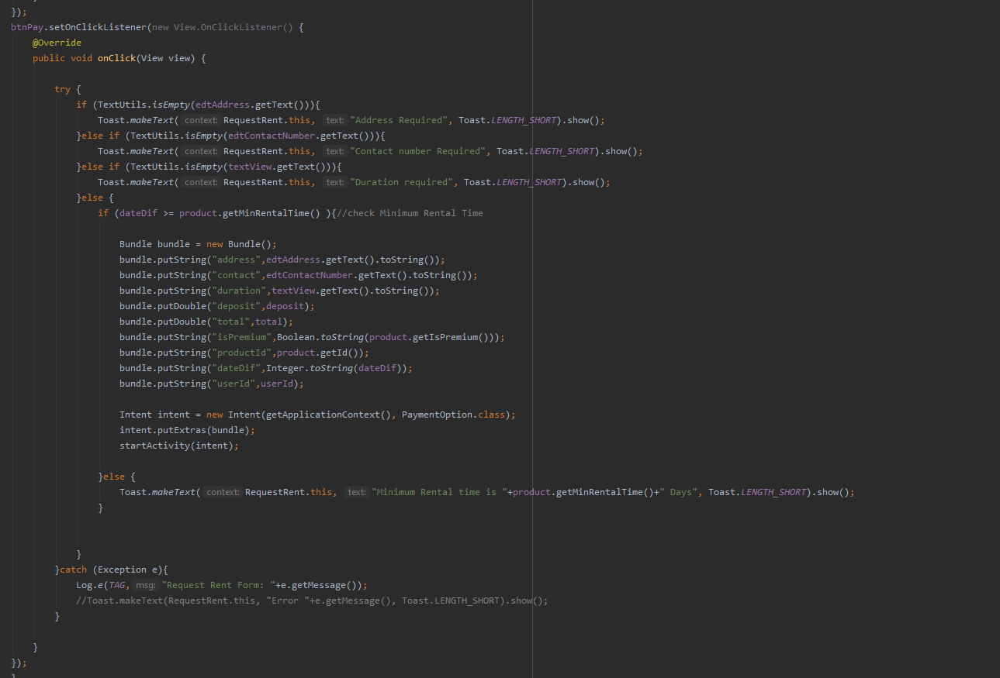 });
btnPay.setOnClickListener(new View.OnClickListener() {
@Override
public void onClick(View view) {
try {
if (TextUtils.isEmpty(edtAddress.getText())){
Toast.makeText( context: RequestRent.this, text: "Address Required", Toast.LENGTH_SHORT).show();
}else if (TextUtils.isEmpty(edtContactNumber.getText())){
Toast.makeText( context: RequestRent.this, text: "Contact number Required", Toast.LENGTH_SHORT).show();
}else if (TextUtils.isEmpty(textView.getText())){
Toast.makeText( context: RequestRent.this, text: "Duration required", Toast.LENGTH_SHORT).show();
}else {
if (dateDif >= product.getMinRentalTime() ){//check Minimum Rental Time
Bundle bundle = new Bundle();
bundle.putString("address",edtAddress.getText().toString());
bundle.putString("contact",edtContactNumber.getText().toString());
bundle.putString("duration",textView.getText().toString());
bundle.putDouble("deposit",deposit);
bundle.putDouble("total",total);
bundle.putString("isPremium",Boolean.toString(product.getIsPremium()));
bundle.putString("productId",product.getId());
bundle.putString("dateDif",Integer.toString(dateDif));
bundle.putString("userId",userId);
Intent intent = new Intent(getApplicationContext(), PaymentOption.class);
intent.putExtras(bundle);
startActivity(intent);
}else {
Toast.makeText( context: RequestRent.this, text: "Minimum Rental time is "+product.getMinRentalTime()+" Days", Toast.LENGTH_SHORT).show();
}
}
}catch (Exception e){
Log.e(TAG, msg: "Request Rent Form: "+e.getMessage());
//Toast.makeText(RequestRent.this, "Error "+e.getMessage(), Toast.LENGTH_SHORT).show();
}
}
});